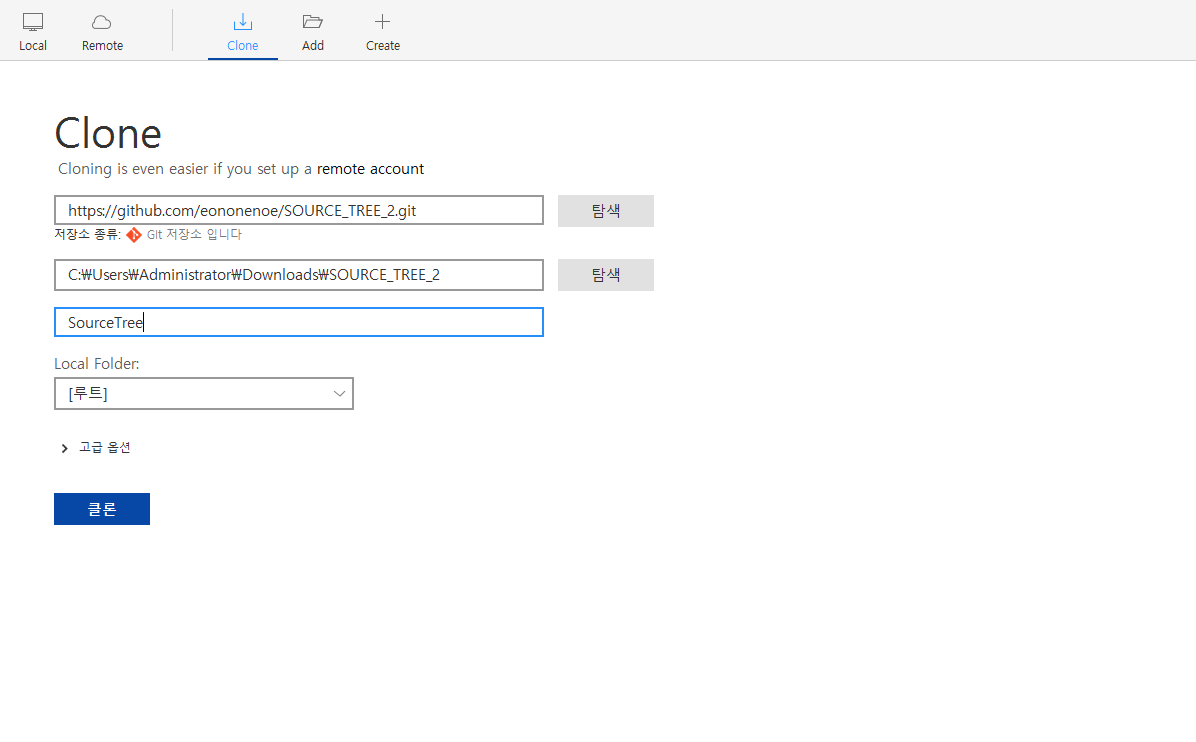 Local Remote Clone Add Create
Clone
Cloning is even easier if you set up a remote account
https://github.com/eononenoe/SOURCE_TREE_2.git 탐색
저장소 종류: Git 저장소 입니다
C:₩Users₩Administrator₩Downloads₩SOURCE_TREE_2 탐색
SourceTree
Local Folder:
[루트]
고급 옵션
클론